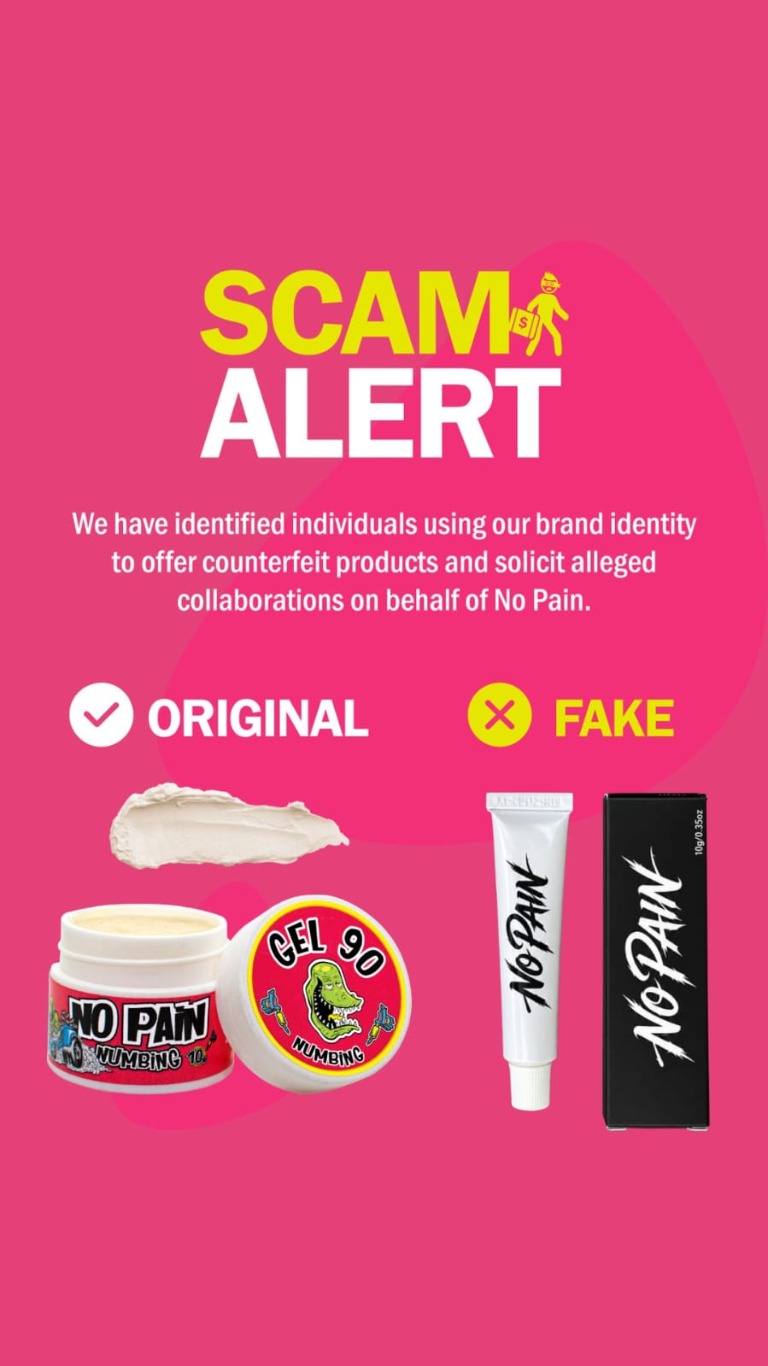 SCAM
$
ALERT
We have identified individuals using our brand identity
to offer counterfeit products and solicit alleged
collaborations on behalf of No Pain.
ORIGINAL
FAKE
GEL 90
NUMBING
NO PAIN
NUMBING 10
NO PAIN
NO PAIN
10g/0.35oz